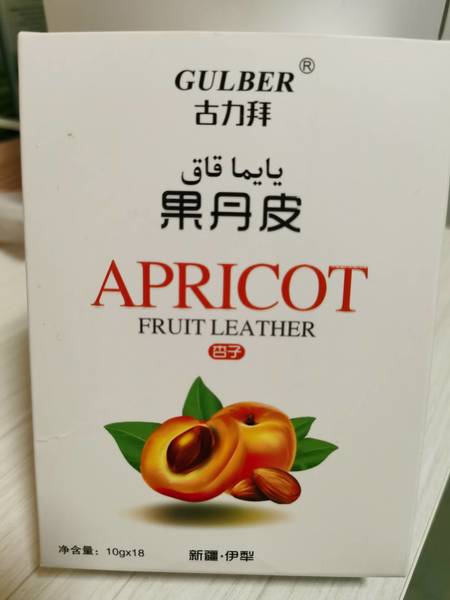 GULBER®
古力拜
يايما قاق
果丹皮
APRICOT
FRUIT LEATHER
杏子
净含量: 10gx18
新疆·伊犁